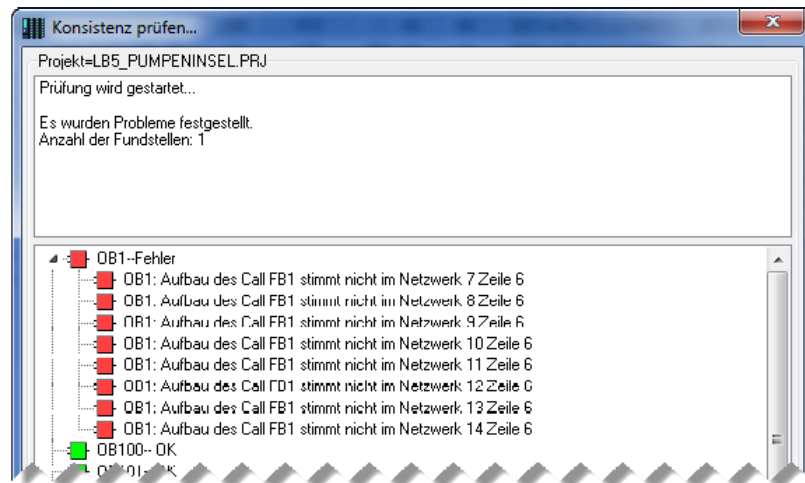 Konsistenz prüfen...
Projekt=LB5_PUMPENINSEL.PRJ
Prüfung wird gestartet...
Es wurden Probleme festgestellt.
Anzahl der Fundstellen: 1
OB1--Fehler
OB1: Aufbau des Call FB1 stimmt nicht im Netzwerk 7 Zeile 6
OB1: Aufbau des Call FB1 stimmt nicht im Netzwerk 8 Zeile 6
OB1: Aufbau des Call FB1 stimmt nicht im Netzwerk 9 Zeile 6
OB1: Aufbau des Call FB1 stimmt nicht im Netzwerk 10 Zeile 6
OB1: Aufbau des Call FB1 stimmt nicht im Netzwerk 11 Zeile 6
OB1: Aufbau des Call FB1 stimmt nicht im Netzwerk 12 Zeile 6
OB1: Aufbau des Call FB1 stimmt nicht im Netzwerk 13 Zeile 6
OB1: Aufbau des Call FB1 stimmt nicht im Netzwerk 14 Zeile 6
OB100-- OK